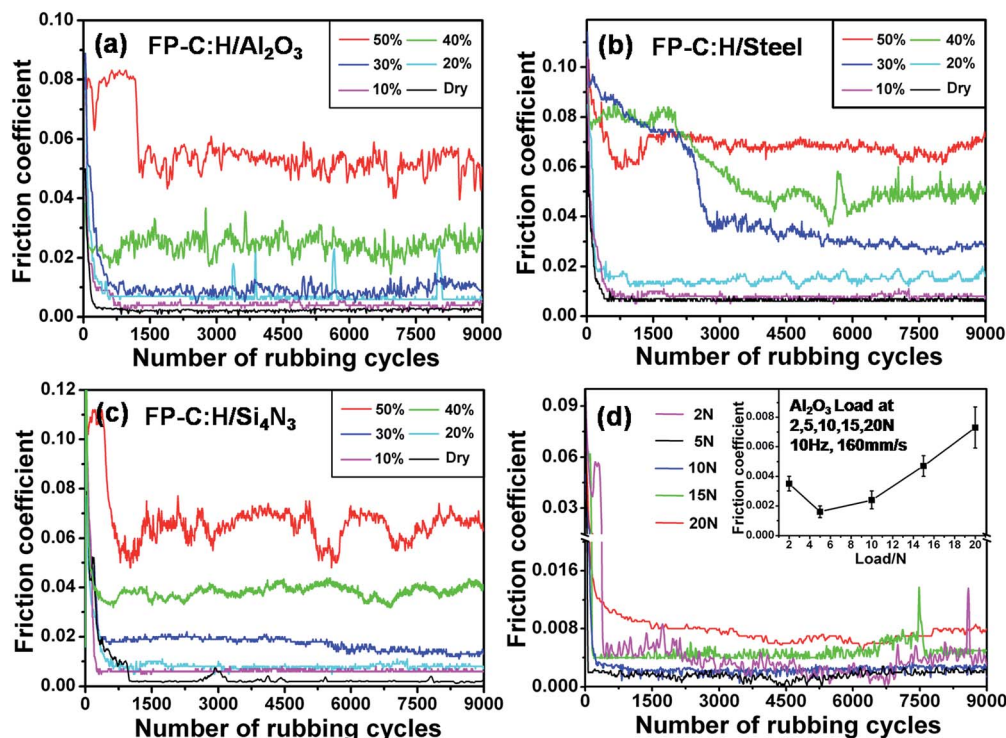 (a) FP-C:H/Al₂O₃
50% 40%
30% 20%
10% Dry
0.10
0.08
0.06
0.04
0.02
0.00
Friction coefficient
0 1500 3000 4500 6000 7500 9000
Number of rubbing cycles
(b) FP-C:H/Steel
50% 40%
30% 20%
10% Dry
0.10
0.08
0.06
0.04
0.02
0.00
Friction coefficient
0 1500 3000 4500 6000 7500 9000
Number of rubbing cycles
(c) FP-C:H/Si₄N₃
50% 40%
30% 20%
10% Dry
0.12
0.10
0.08
0.06
0.04
0.02
0.00
Friction coefficient
0 1500 3000 4500 6000 7500 9000
Number of rubbing cycles
(d)
2N
5N
10N
15N
20N
0.09
0.06
0.03
0.016
0.008
0.000
Friction coefficient
0 1500 3000 4500 6000 7500 9000
Number of rubbing cycles
Al₂O₃ Load at
2,5,10,15,20N
10Hz, 160mm/s
0.008
0.006
0.004
0.002
0.000
Friction coefficient
2 4 6 8 10 12 14 16 18 20
Load/N